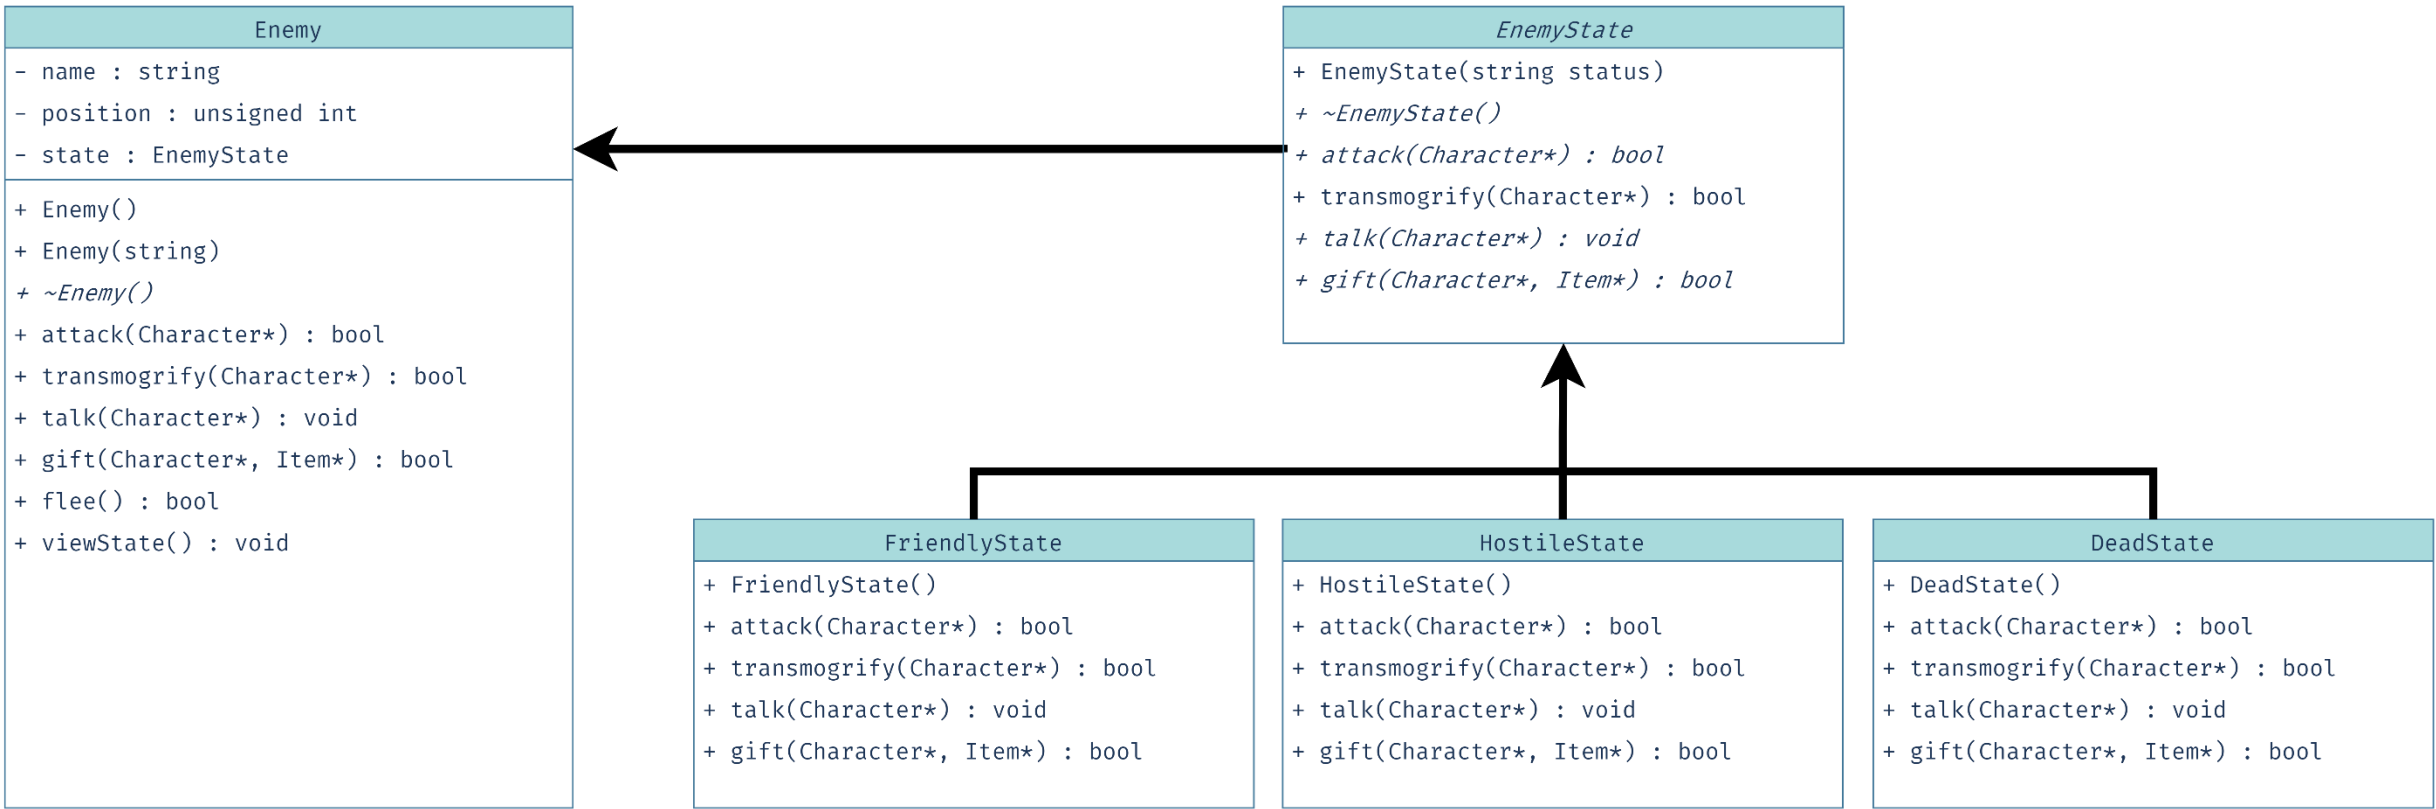 Enemy
- name : string
- position : unsigned int
- state : EnemyState
+ Enemy()
+ Enemy(string)
+ ~Enemy()
+ attack(Character*) : bool
+ transmogrify(Character*) : bool
+ talk(Character*) : void
+ gift(Character*, Item*) : bool
+ flee() : bool
+ viewState() : void
EnemyState
+ EnemyState(string status)
+ ~EnemyState()
+ attack(Character*) : bool
+ transmogrify(Character*) : bool
+ talk(Character*) : void
+ gift(Character*, Item*) : bool
FriendlyState
+ FriendlyState()
+ attack(Character*) : bool
+ transmogrify(Character*) : bool
+ talk(Character*) : void
+ gift(Character*, Item*) : bool
HostileState
+ HostileState()
+ attack(Character*) : bool
+ transmogrify(Character*) : bool
+ talk(Character*) : void
+ gift(Character*, Item*) : bool
DeadState
+ DeadState()
+ attack(Character*) : bool
+ transmogrify(Character*) : bool
+ talk(Character*) : void
+ gift(Character*, Item*) : bool